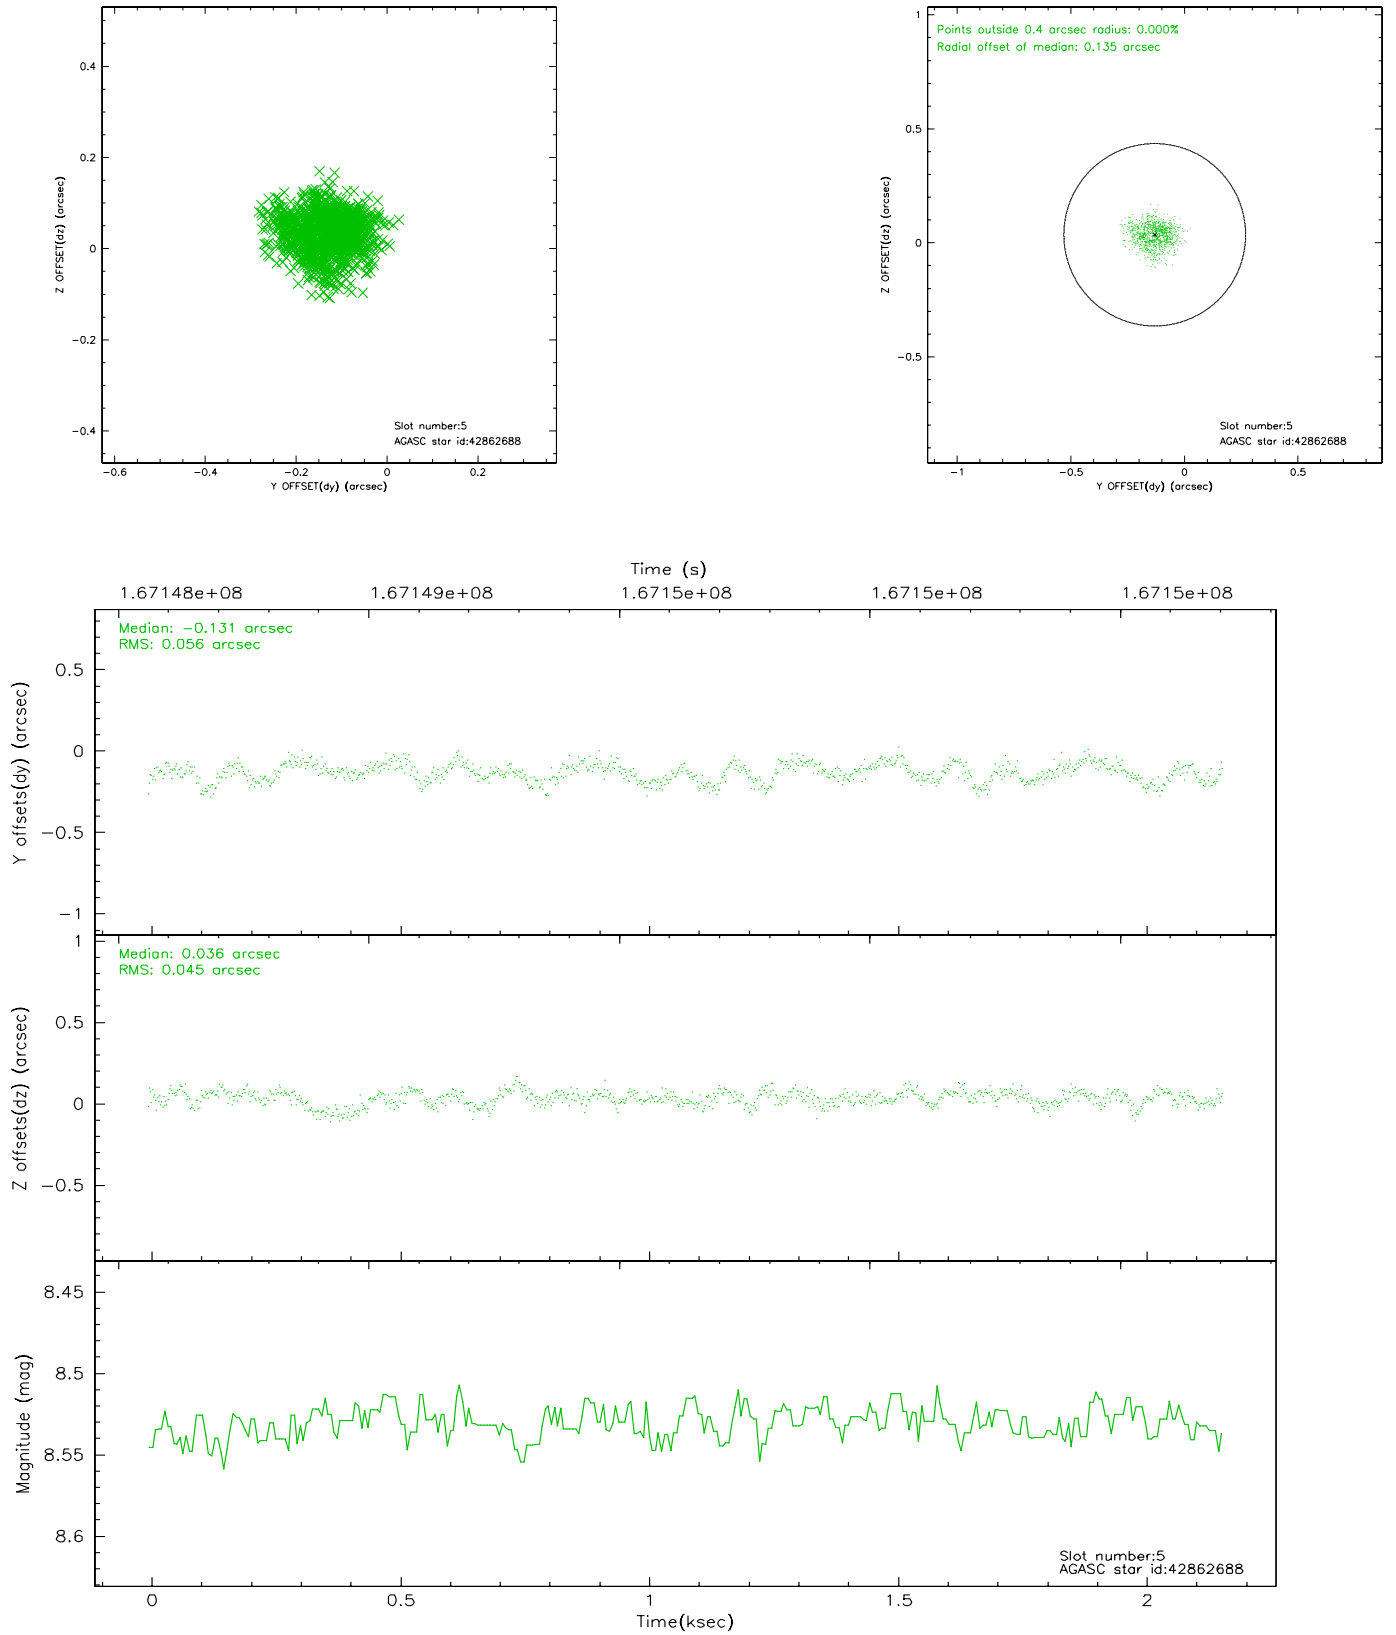 0.4
0.2
0
−0.2
−0.4
Z OFFSET(dz) (arcsec)
Slot number:5
AGASC star id:42862688
−0.6
−0.4
−0.2
0
0.2
Y OFFSET(dy) (arcsec)
1
0.5
0
−0.5
Z OFFSET(dz) (arcsec)
Points outside 0.4 arcsec radius: 0.000%
Radial offset of median: 0.135 arcsec
Slot number:5
AGASC star id:42862688
−1
−0.5
0
0.5
Y OFFSET(dy) (arcsec)
Time (s)
1.67148e+08
1.67149e+08
1.6715e+08
1.6715e+08
1.6715e+08
Median: −0.131 arcsec
RMS: 0.056 arcsec
0.5
0
−0.5
−1
Y offsets(dy) (arcsec)
Median: 0.036 arcsec
RMS: 0.045 arcsec
1
0.5
0
−0.5
Z offsets(dz) (arcsec)
8.45
8.5
8.55
8.6
Magnitude (mag)
Slot number:5
AGASC star id:42862688
0
0.5
1
1.5
2
Time(ksec)